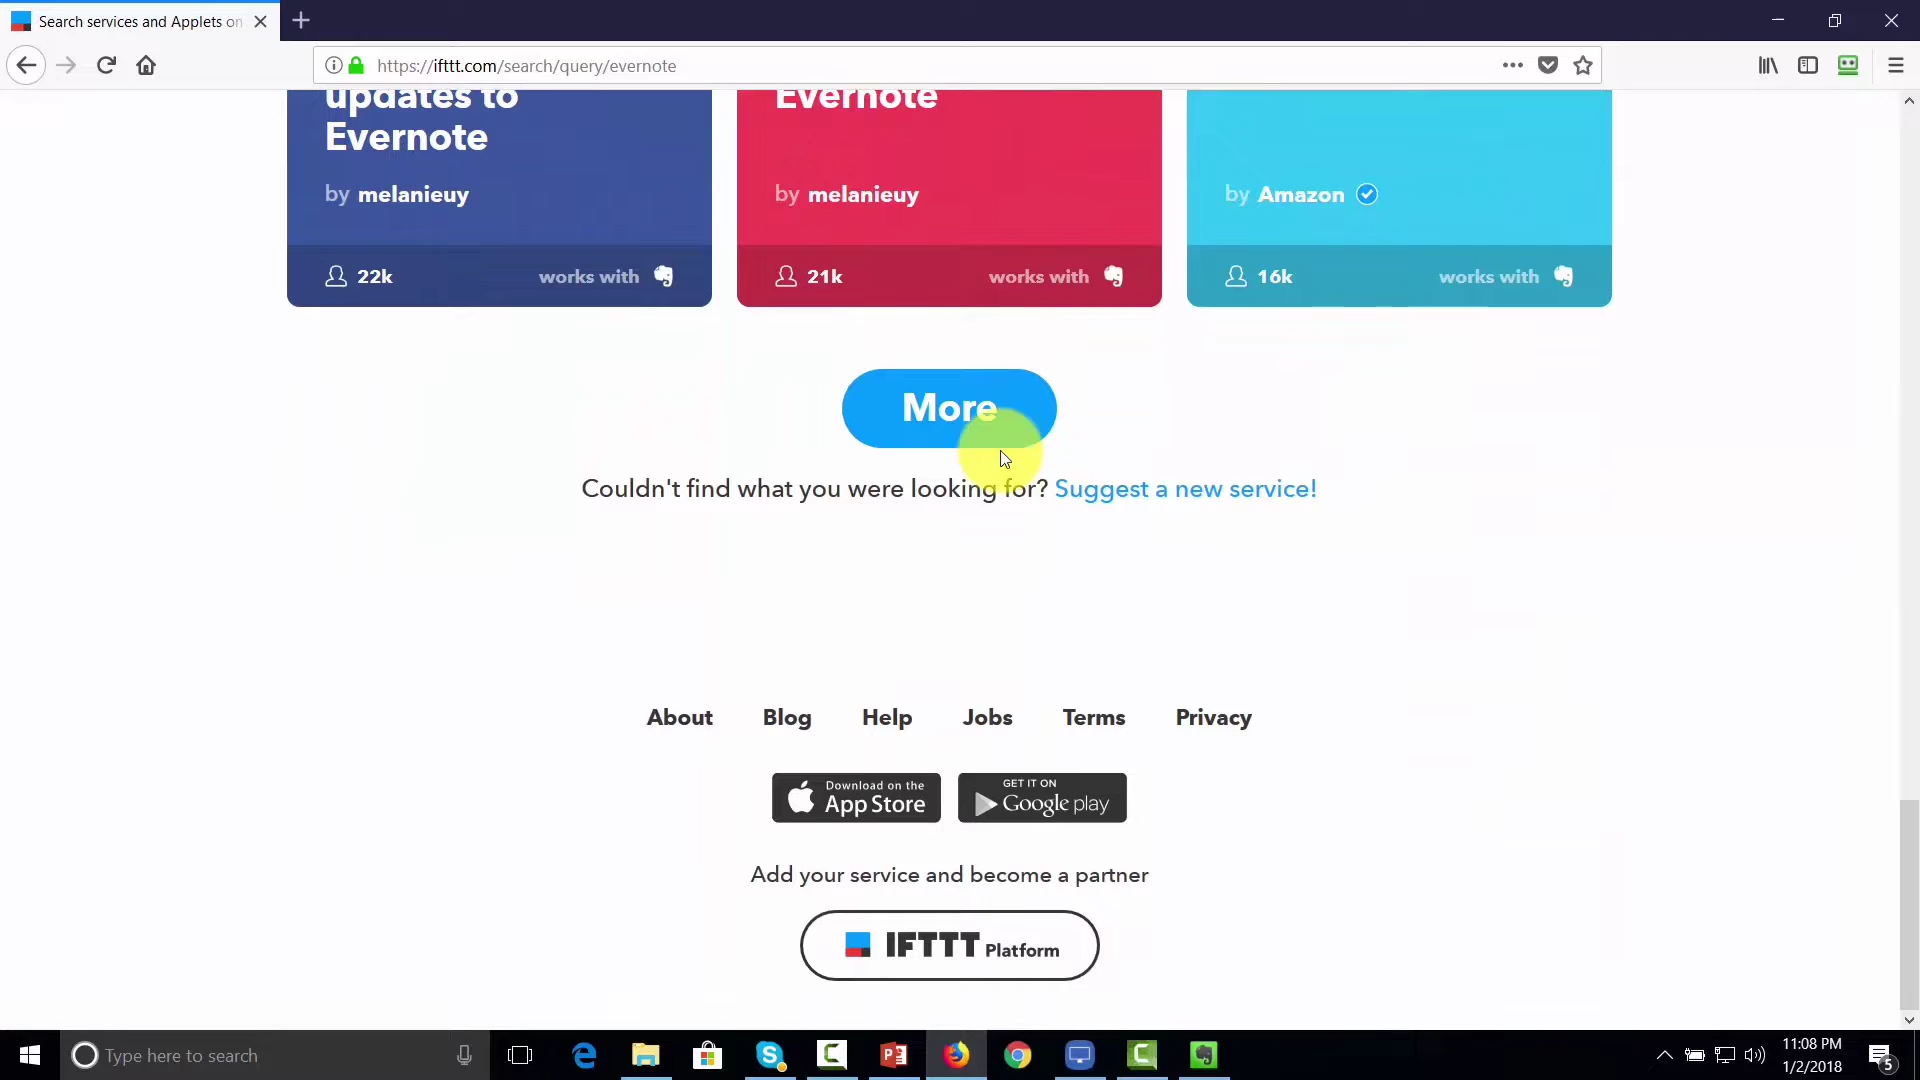 Search services and Applets on
https://ifttt.com/search/query/evernote
updates to
Evernote
by melanieuy
22k works with
Evernote
by melanieuy
21k works with
by Amazon
16k works with
More
Couldn't find what you were looking for? Suggest a new service!
About Blog Help Jobs Terms Privacy
Download on the
App Store
GET IT ON
Google play
Add your service and become a partner
IFTTT Platform
Type here to search
11:08 PM
1/2/2018
5